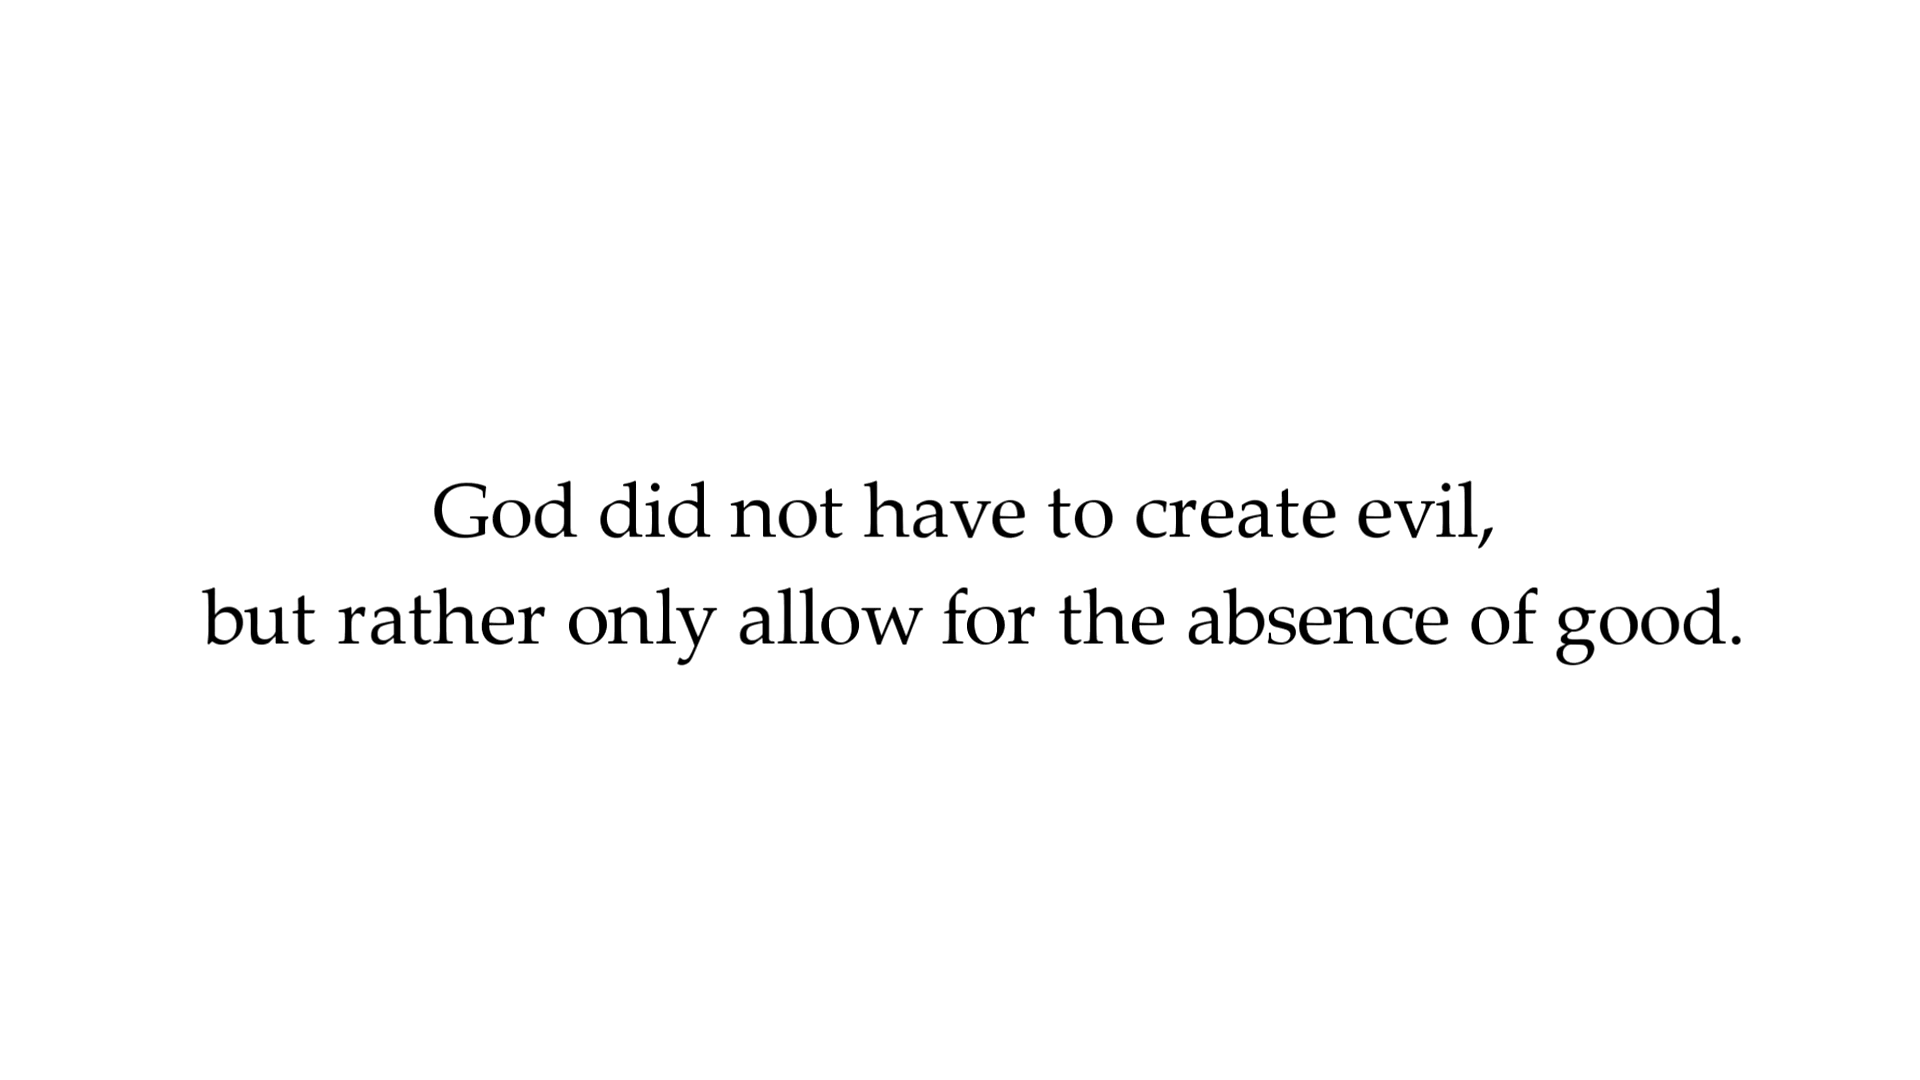 God did not have to create evil,
but rather only allow for the absence of good.